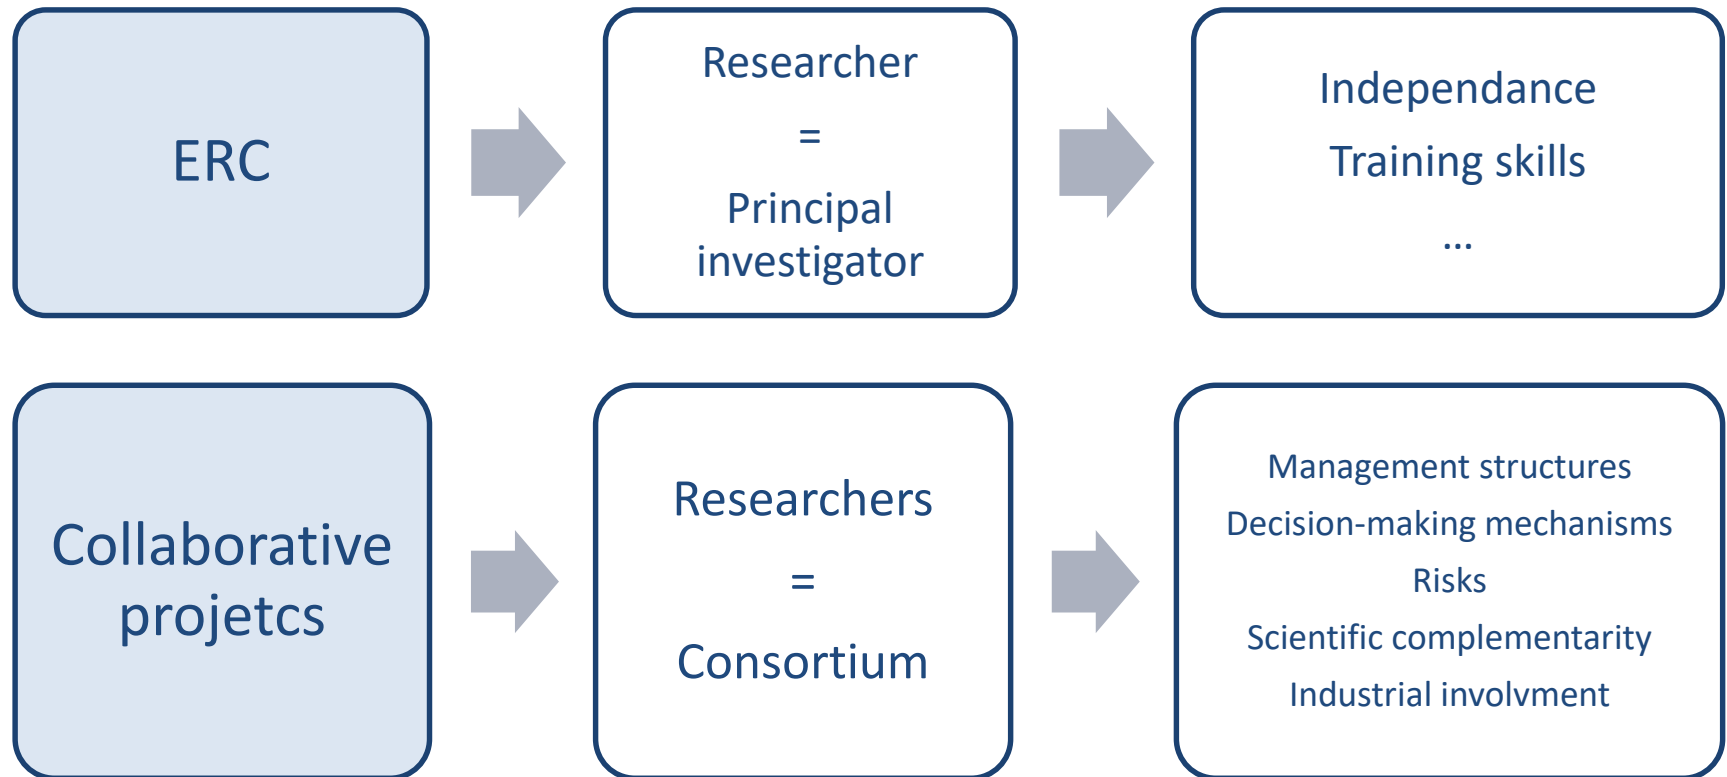 ERC
Researcher
=
Principal
investigator
Independance
Training skills
...
Collaborative
projetcs
Researchers
=
Consortium
Management structures
Decision-making mechanisms
Risks
Scientific complementarity
Industrial involvment